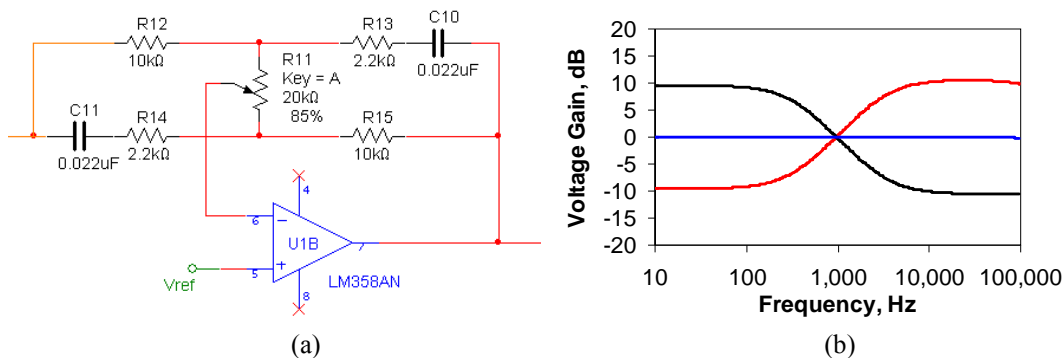 R12
10kΩ
R13
2.2kΩ
C10
0.022uF
R11
Key = A
20kΩ
85%
C11
0.022uF
R14
2.2kΩ
R15
10kΩ
4
6
U1B
7
5
8
Vref
LM358AN
(a)
Voltage Gain, dB
20
15
10
5
0
-5
-10
-15
-20
10
100
1,000
10,000
100,000
Frequency, Hz
(b)